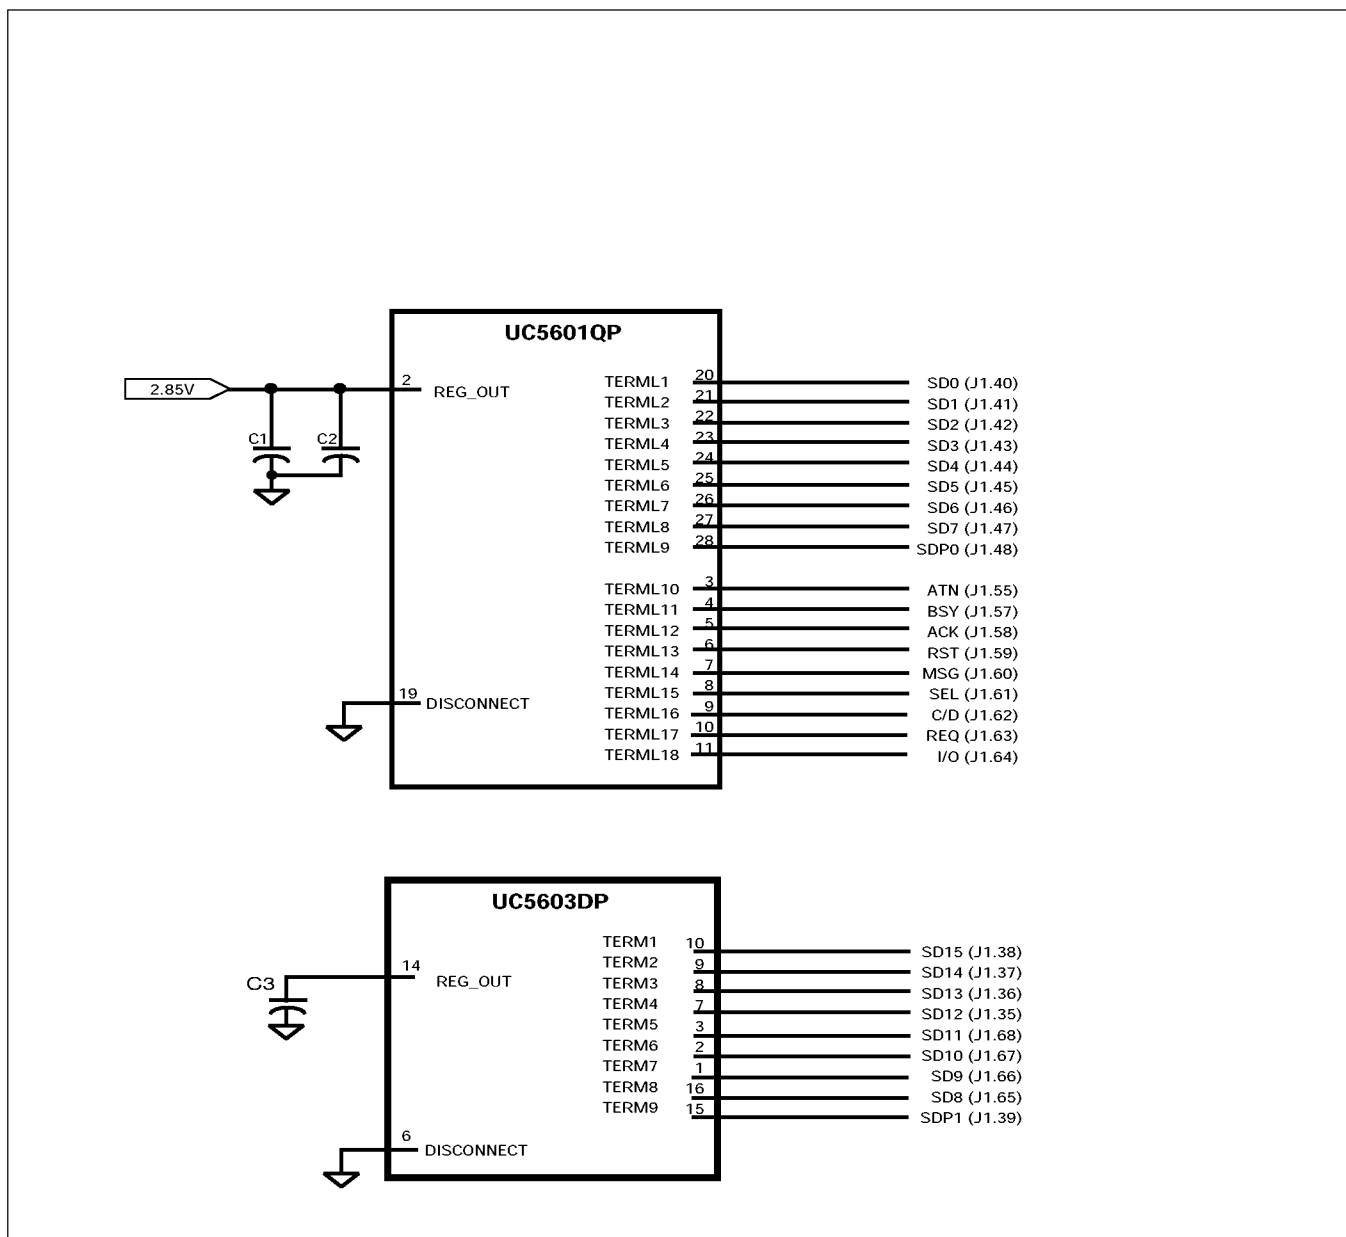 UC5601QP
2.85V
2 REG_OUT
C1 C2
19 DISCONNECT
TERML1 20 SD0 (J1.40)
TERML2 21 SD1 (J1.41)
TERML3 22 SD2 (J1.42)
TERML4 23 SD3 (J1.43)
TERML5 24 SD4 (J1.44)
TERML6 25 SD5 (J1.45)
TERML7 26 SD6 (J1.46)
TERML8 27 SD7 (J1.47)
TERML9 28 SDP0 (J1.48)
TERML10 3 ATN (J1.55)
TERML11 4 BSY (J1.57)
TERML12 5 ACK (J1.58)
TERML13 6 RST (J1.59)
TERML14 7 MSG (J1.60)
TERML15 8 SEL (J1.61)
TERML16 9 C/D (J1.62)
TERML17 10 REQ (J1.63)
TERML18 11 I/O (J1.64)
UC5603DP
14 REG_OUT
C3
6 DISCONNECT
TERM1 10 SD15 (J1.38)
TERM2 9 SD14 (J1.37)
TERM3 8 SD13 (J1.36)
TERM4 7 SD12 (J1.35)
TERM5 3 SD11 (J1.68)
TERM6 2 SD10 (J1.67)
TERM7 1 SD9 (J1.66)
TERM8 16 SD8 (J1.65)
TERM9 15 SDP1 (J1.39)